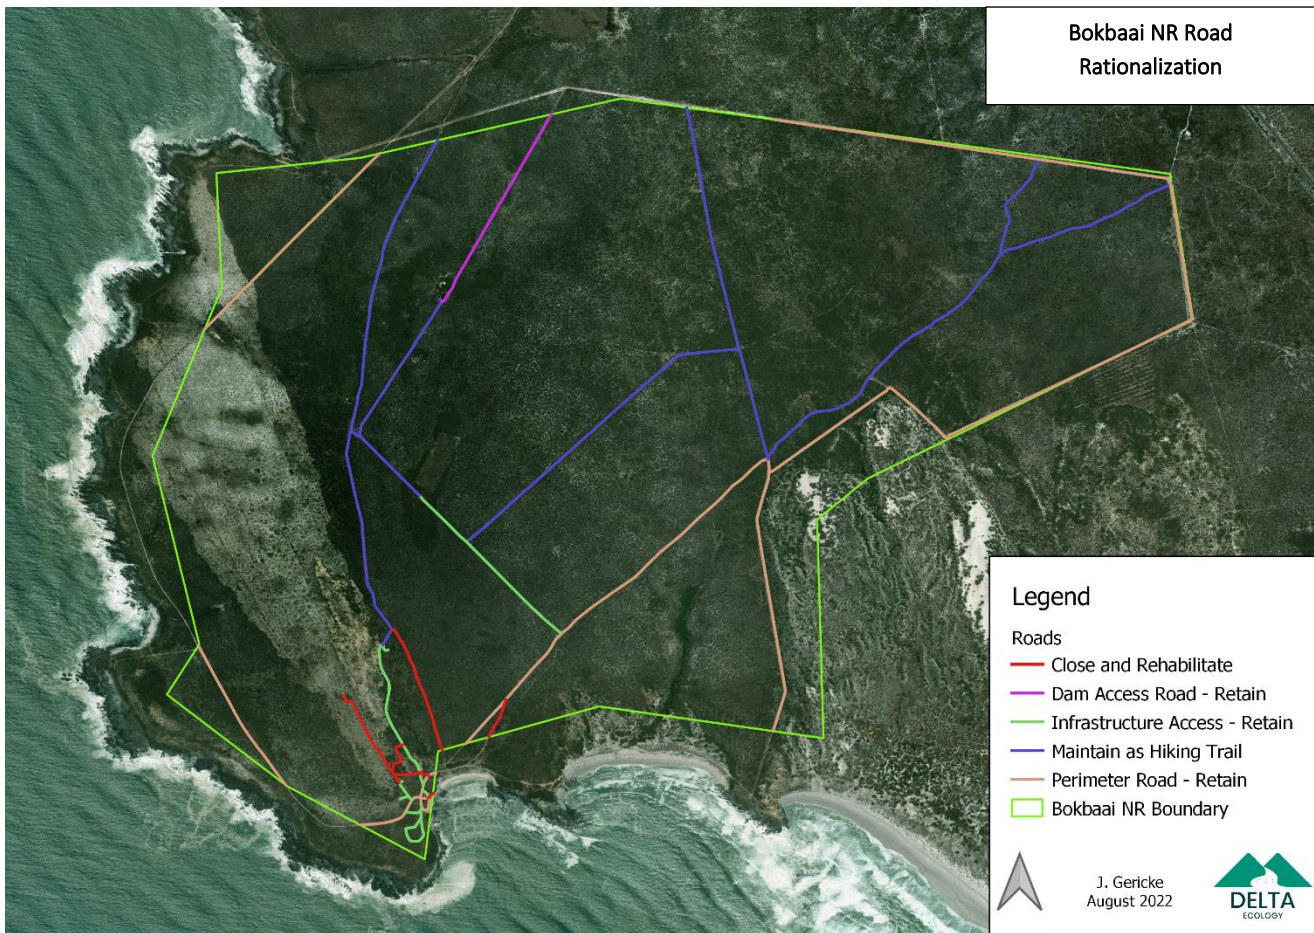 Bokbaai NR Road
Rationalization
Legend
Roads
Close and Rehabilitate
Dam Access Road - Retain
Infrastructure Access - Retain
Maintain as Hiking Trail
Perimeter Road - Retain
Bokbaai NR Boundary
J. Gericke
August 2022
DELTA
ECOLOGY